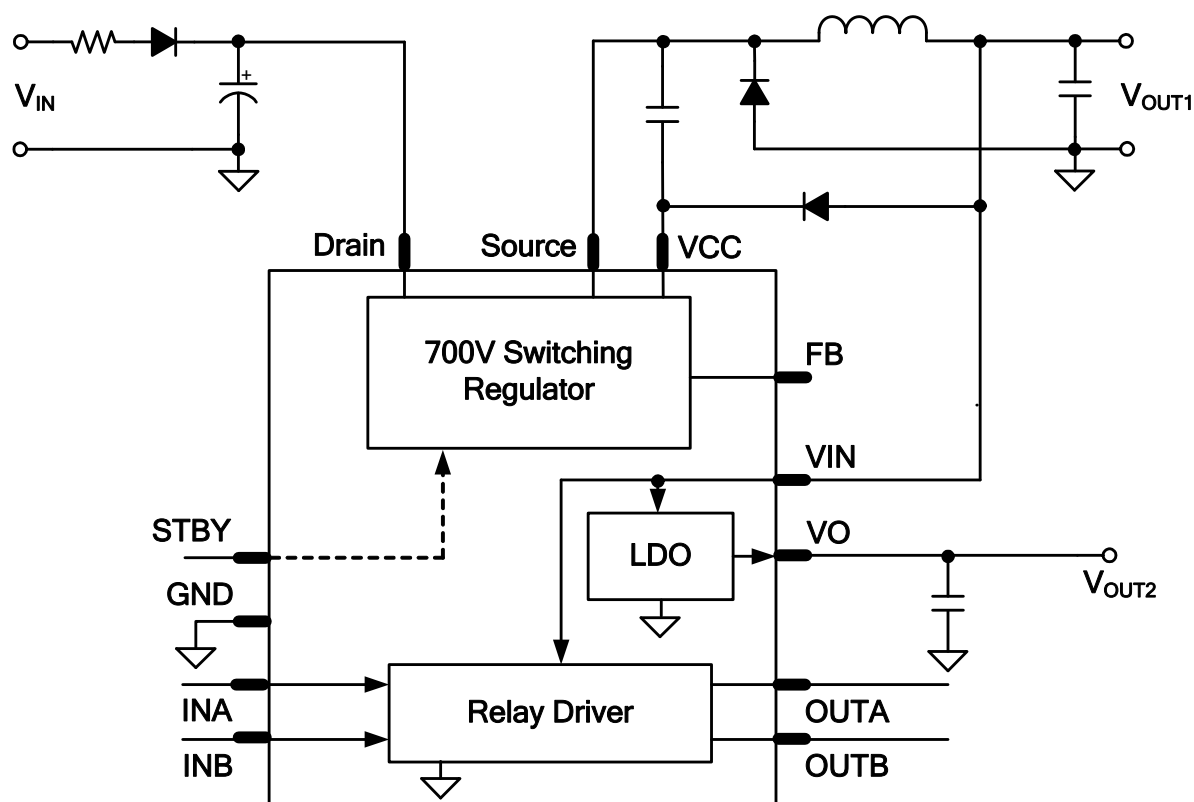 +
VIN
VOUT1
Drain
Source
VCC
700V Switching
Regulator
FB
VIN
STBY
LDO
VO
VOUT2
GND
INA
Relay Driver
OUTA
INB
OUTB